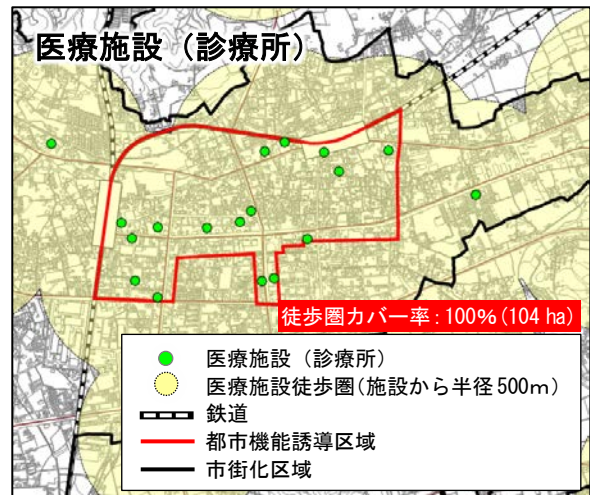 医療施設（診療所）
徒歩圏カバー率：100%（104 ha）
医療施設（診療所）
医療施設徒歩圏（施設から半径500ｍ）
鉄道
都市機能誘導区域
市街化区域